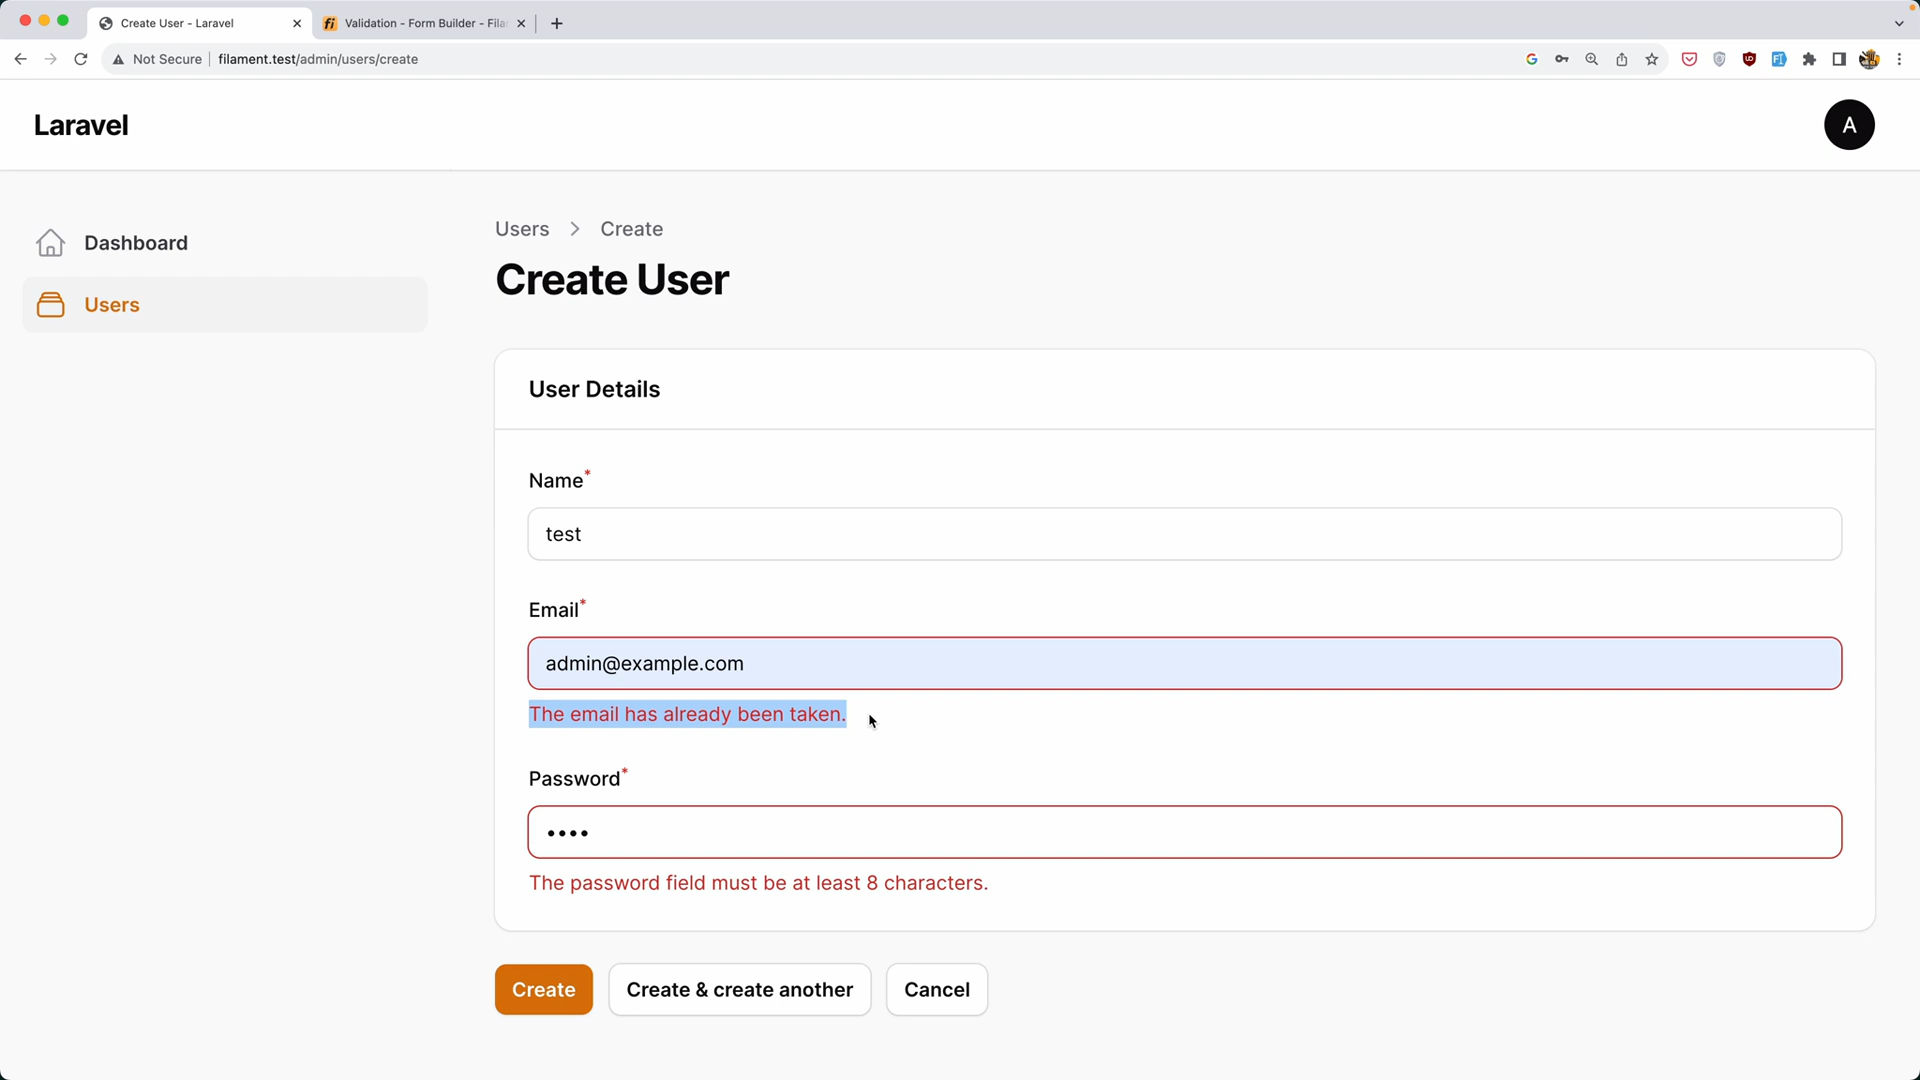 Create User - Laravel
Validation - Form Builder - Fila
Not Secure
filament.test/admin/users/create
Laravel
A
Dashboard
Users
Users > Create
Create User
User Details
Name*
test
Email*
admin@example.com
The email has already been taken.
Password*
••••
The password field must be at least 8 characters.
Create
Create & create another
Cancel